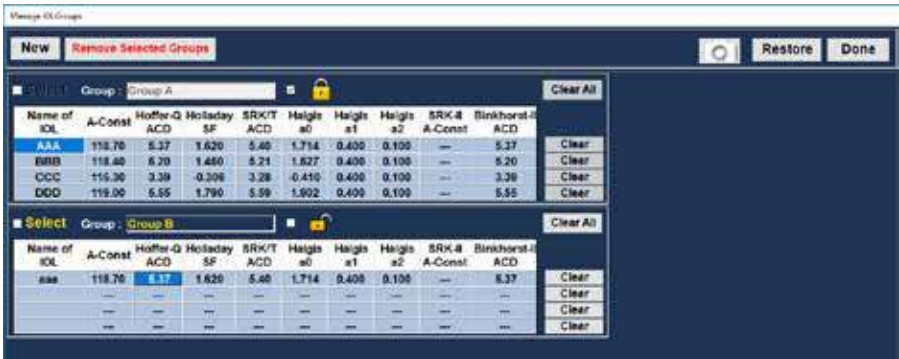 Manage IOL Groups
New Remove Selected Groups Restore Done
Select Group : Group A Clear All
Name of IOL A-Const Hoffer-Q ACD Holladay SF SRK/T ACD Haigis a0 Haigis a1 Haigis a2 SRK-II A-Const Binkhorst-II ACD
AAA 118.70 5.37 1.620 5.40 1.714 0.400 0.100 --- 5.37 Clear
BBB 118.40 5.20 1.450 5.21 1.527 0.400 0.100 --- 5.20 Clear
CCC 115.30 3.39 -0.306 3.28 -0.410 0.400 0.100 --- 3.39 Clear
DDD 119.00 5.55 1.790 5.59 1.902 0.400 0.100 --- 5.55 Clear
Select Group : Group B Clear All
Name of IOL A-Const Hoffer-Q ACD Holladay SF SRK/T ACD Haigis a0 Haigis a1 Haigis a2 SRK-II A-Const Binkhorst-II ACD
aaa 118.70 5.37 1.620 5.40 1.714 0.400 0.100 --- 5.37 Clear
--- --- --- --- --- --- --- --- --- Clear
--- --- --- --- --- --- --- --- --- Clear
--- --- --- --- --- --- --- --- --- Clear